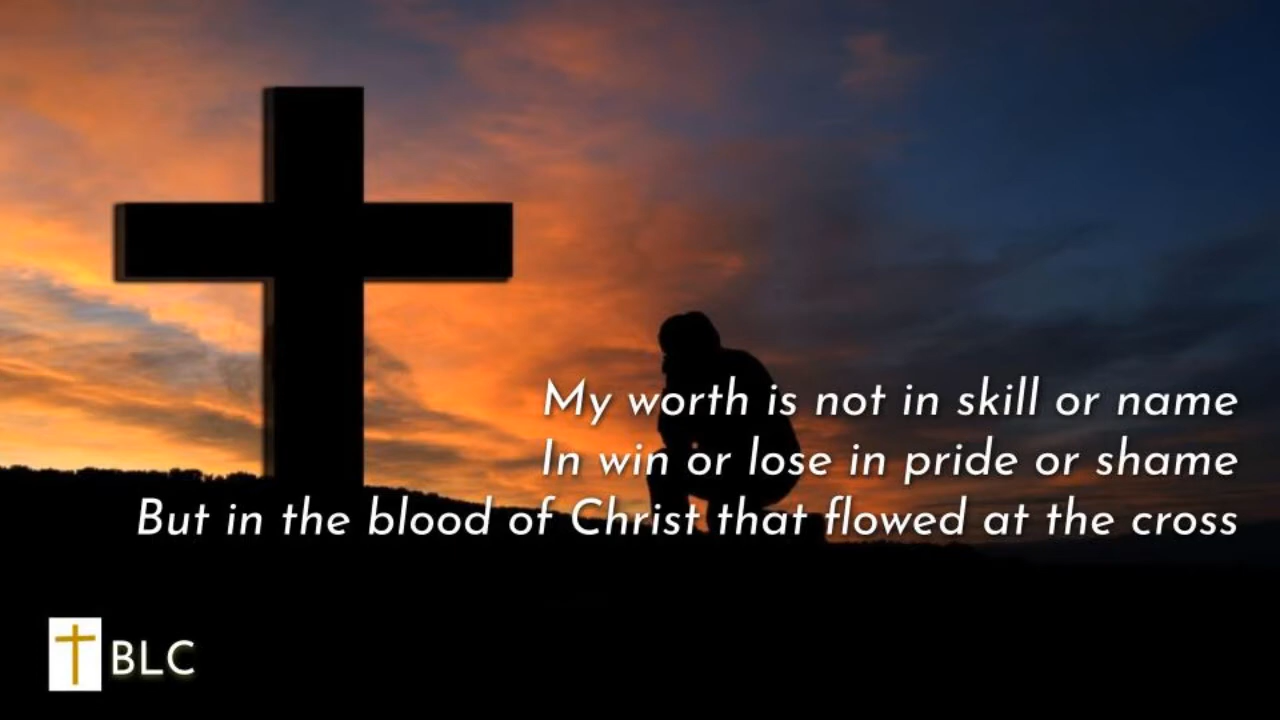 My worth is not in skill or name
In win or lose in pride or shame
But in the blood of Christ that flowed at the cross
BLC